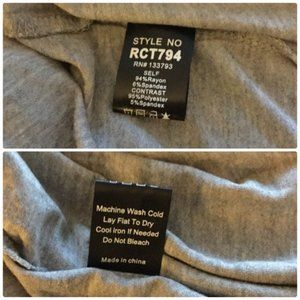 STYLE NO
RCT794
RN# 133793
SELF
94%Rayon
6%Spandex
CONTRAST
95%Polyester
5%Spandex
Machine Wash Cold
Lay Flat To Dry
Cool Iron If Needed
Do Not Bleach
Made in china